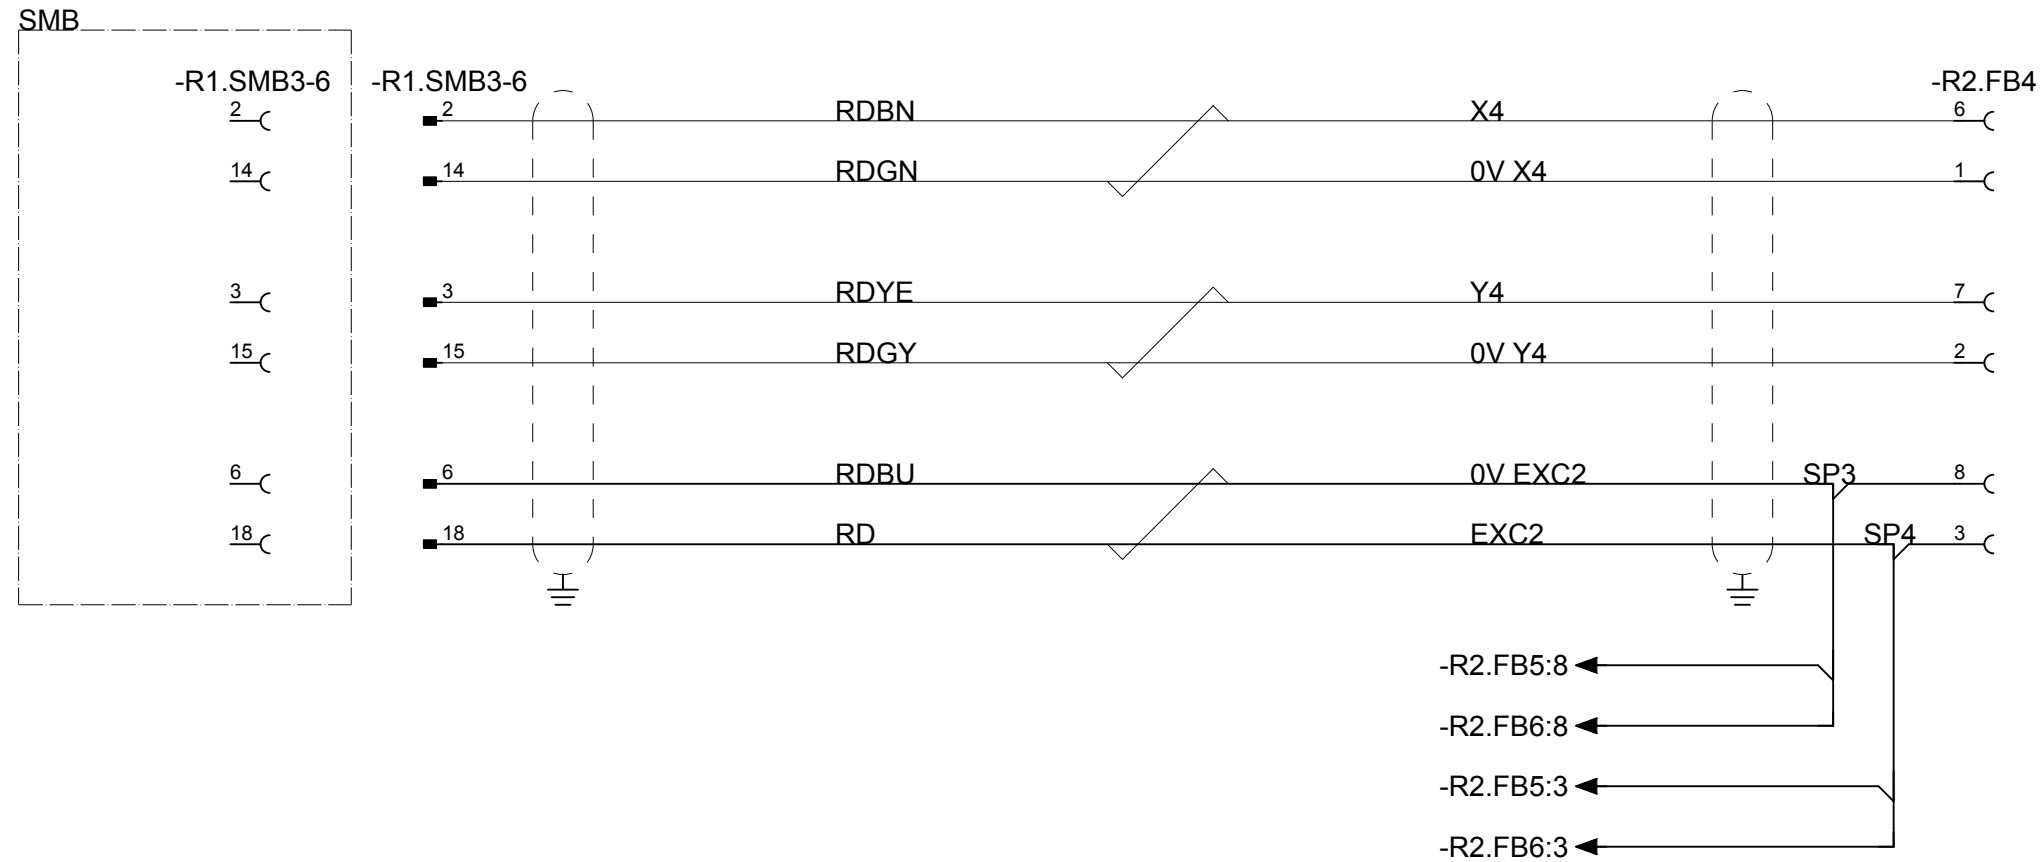 SMB
-R1.SMB3-6 -R1.SMB3-6 -R2.FB4
2 2 RDBN X4 6
14 14 RDGN 0V X4 1
3 3 RDYE Y4 7
15 15 RDGY 0V Y4 2
6 6 RDBU 0V EXC2 SP3 8
18 18 RD EXC2 SP4 3
-R2.FB5:8
-R2.FB6:8
-R2.FB5:3
-R2.FB6:3